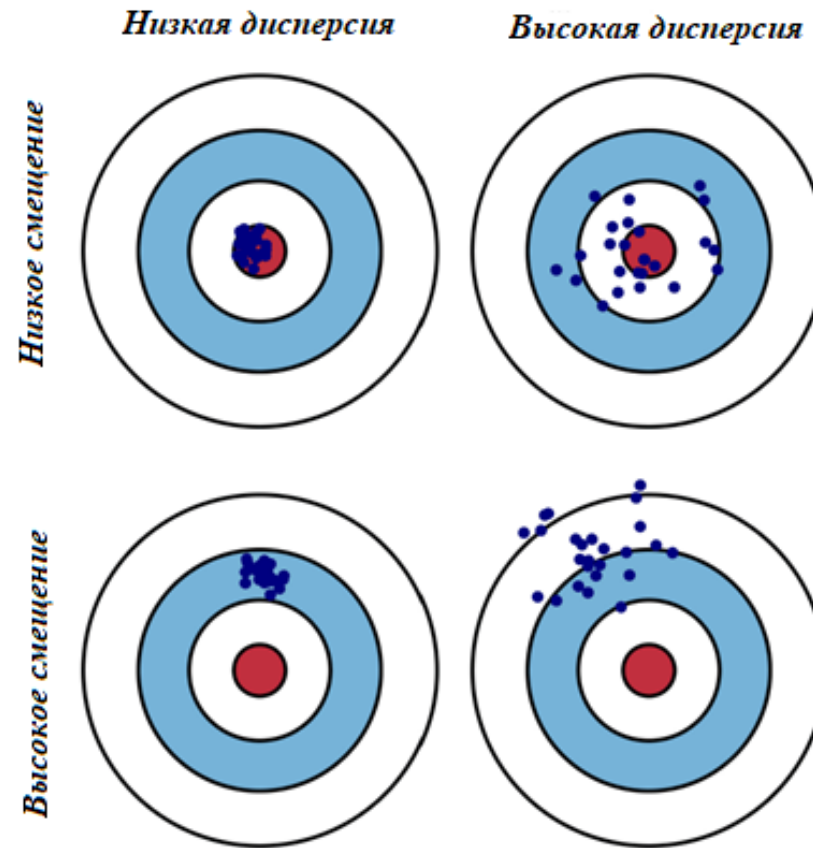 Низкая дисперсия
Высокая дисперсия
Низкое смещение
Высокое смещение